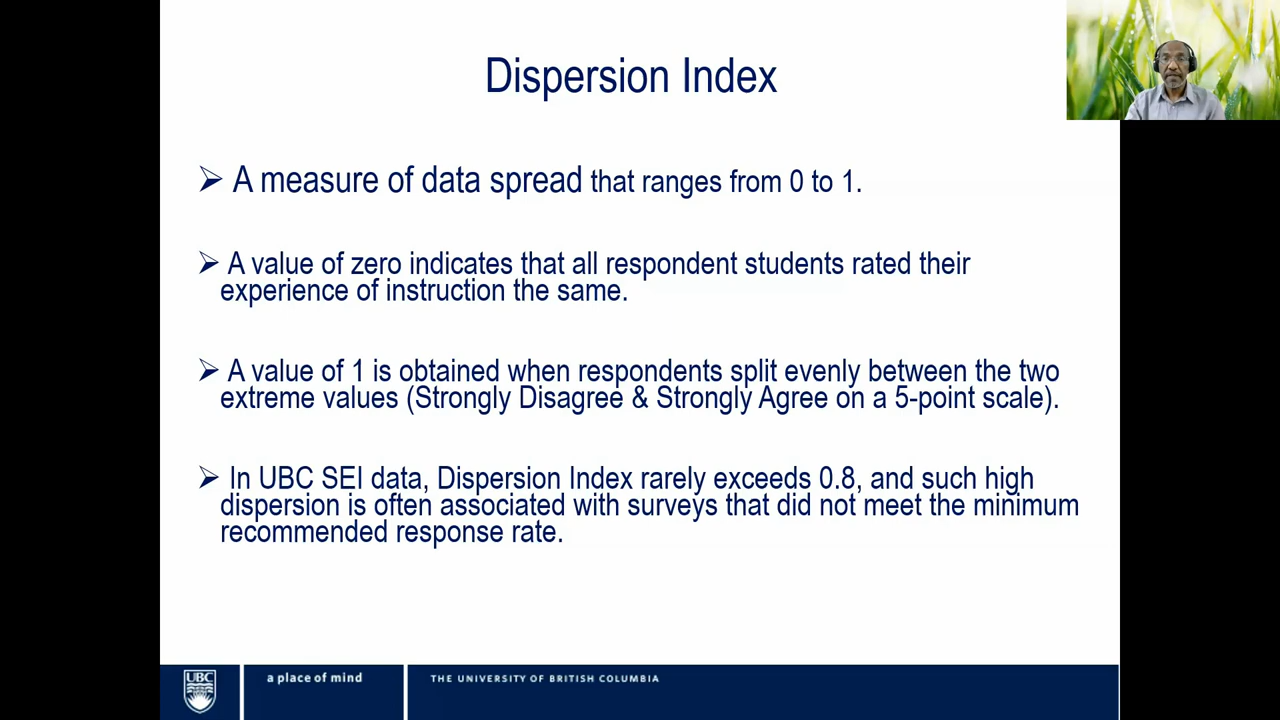 Dispersion Index
➢ A measure of data spread that ranges from 0 to 1.
➢ A value of zero indicates that all respondent students rated their
experience of instruction the same.
➢ A value of 1 is obtained when respondents split evenly between the two
extreme values (Strongly Disagree & Strongly Agree on a 5-point scale).
➢ In UBC SEI data, Dispersion Index rarely exceeds 0.8, and such high
dispersion is often associated with surveys that did not meet the minimum
recommended response rate.
UBC
a place of mind
THE UNIVERSITY OF BRITISH COLUMBIA